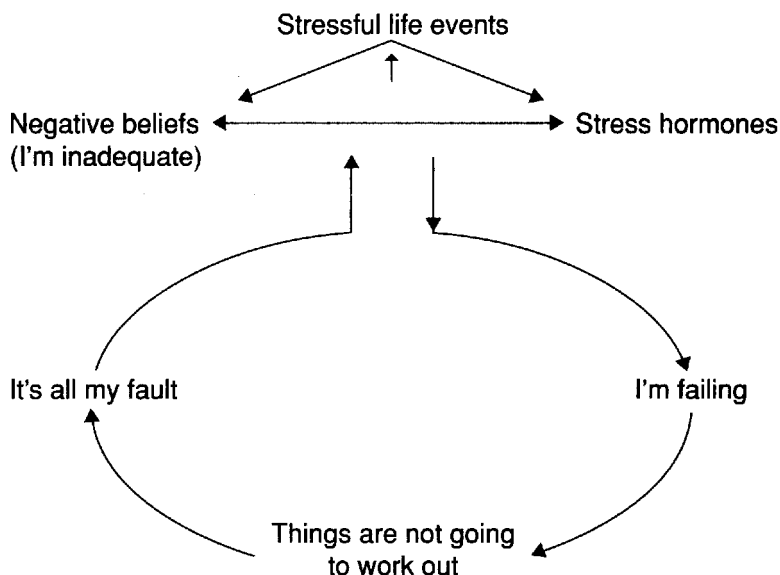 Stressful life events
Negative beliefs
(I'm inadequate)
Stress hormones
It's all my fault
I'm failing
Things are not going
to work out